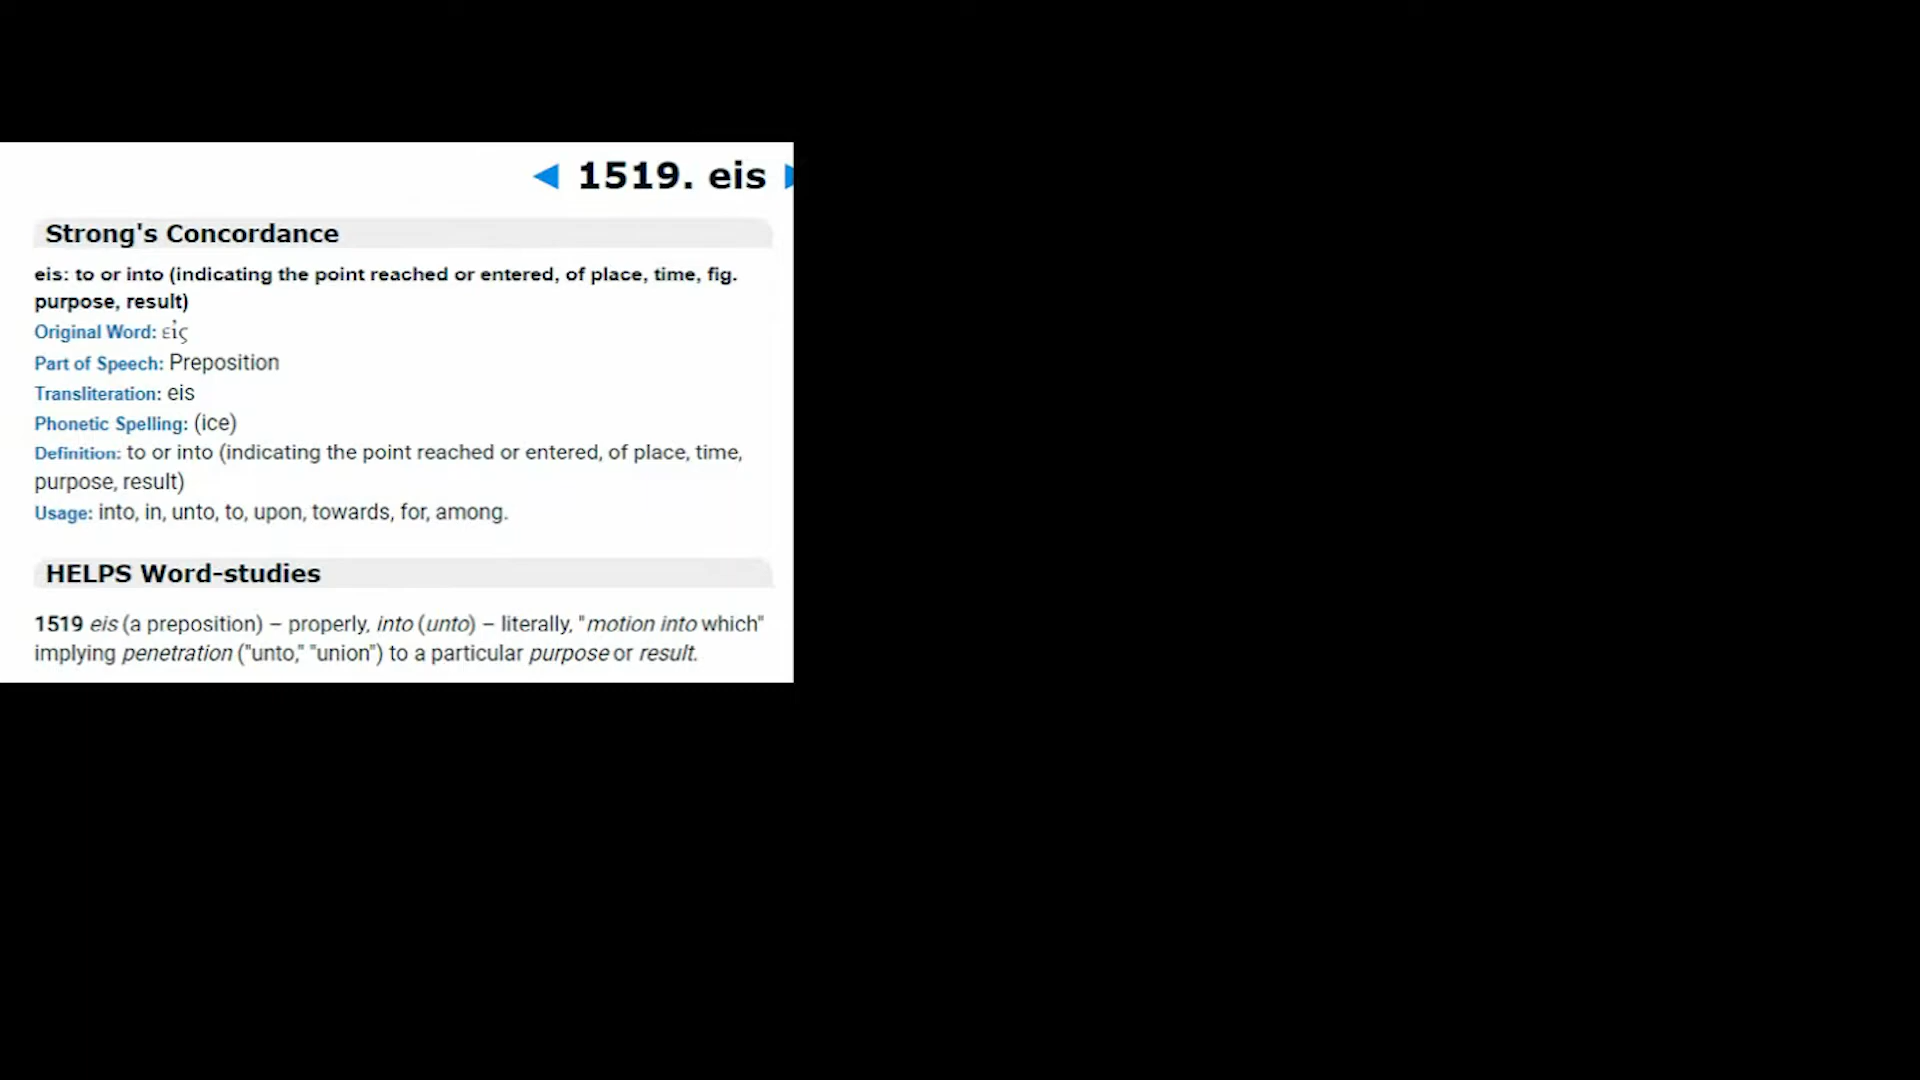 1519. eis
Strong's Concordance
eis: to or into (indicating the point reached or entered, of place, time, fig.
purpose, result)
Original Word: εἰς
Part of Speech: Preposition
Transliteration: eis
Phonetic Spelling: (ice)
Definition: to or into (indicating the point reached or entered, of place, time,
purpose, result)
Usage: into, in, unto, to, upon, towards, for, among.
HELPS Word-studies
1519 eis (a preposition) – properly, into (unto) – literally, "motion into which"
implying penetration ("unto," "union") to a particular purpose or result.